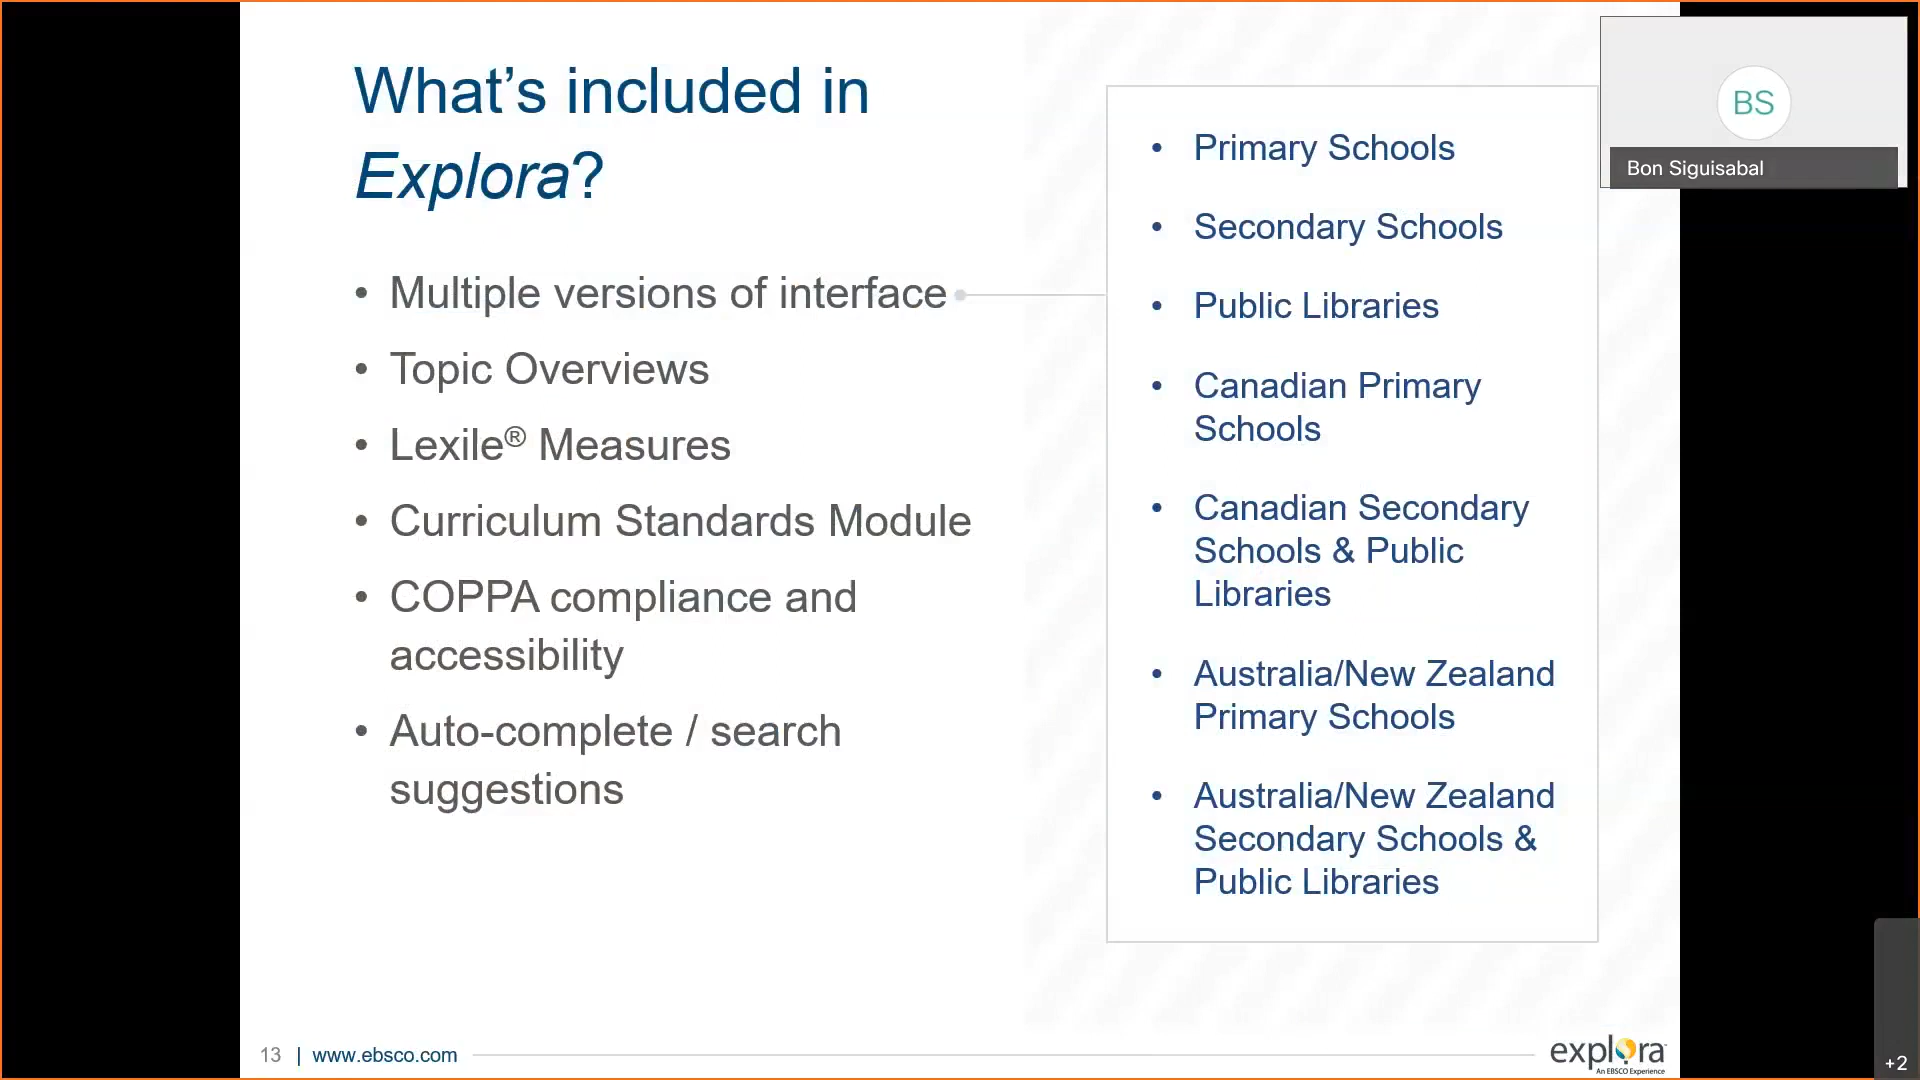 What's included in
Explora?
• Multiple versions of interface
• Topic Overviews
• Lexile® Measures
• Curriculum Standards Module
• COPPA compliance and
accessibility
• Auto-complete / search
suggestions
• Primary Schools
• Secondary Schools
• Public Libraries
• Canadian Primary
Schools
• Canadian Secondary
Schools & Public
Libraries
• Australia/New Zealand
Primary Schools
• Australia/New Zealand
Secondary Schools &
Public Libraries
BS
Bon Siguisabal
13 | www.ebsco.com
explora
An EBSCO Experience
+2